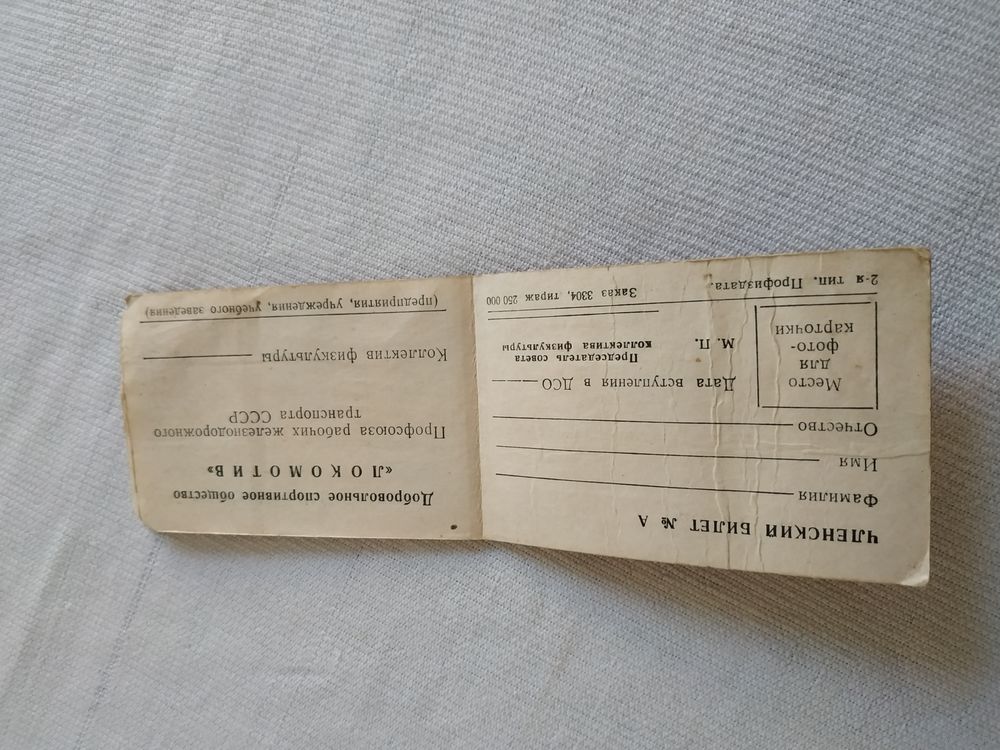 ЧЛЕНСКИЙ БИЛЕТ № А
Фамилия
Имя
Отчество
Место
для
фото-
карточки
Дата вступления в ДСО
Председатель совета
М. П. коллектива физкультуры
2-я тип. Профиздата. Заказ 3304, тираж 250 000
Добровольное спортивное общество
«ЛОКОМОТИВ»
Профсоюза рабочих железнодорожного
транспорта СССР
Коллектив физкультуры
(предприятия, учреждения, учебного заведения)